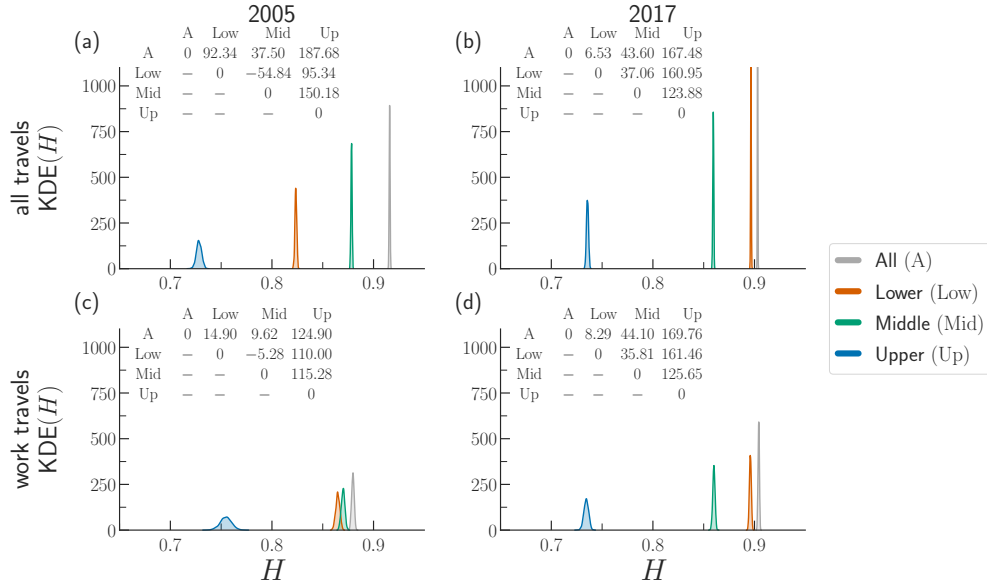 2005
2017
(a)
A Low Mid Up
A 0 92.34 37.50 187.68
Low – 0 −54.84 95.34
Mid – – 0 150.18
Up – – – 0
(b)
A Low Mid Up
A 0 6.53 43.60 167.48
Low – 0 37.06 160.95
Mid – – 0 123.88
Up – – – 0
all travels
KDE(H)
1000
750
500
250
0
0.7 0.8 0.9
1000
750
500
250
0
0.7 0.8 0.9
(c)
A Low Mid Up
A 0 14.90 9.62 124.90
Low – 0 −5.28 110.00
Mid – – 0 115.28
Up – – – 0
(d)
A Low Mid Up
A 0 8.29 44.10 169.76
Low – 0 35.81 161.46
Mid – – 0 125.65
Up – – – 0
work travels
KDE(H)
1000
750
500
250
0
0.7 0.8 0.9
H
1000
750
500
250
0
0.7 0.8 0.9
H
All (A)
Lower (Low)
Middle (Mid)
Upper (Up)